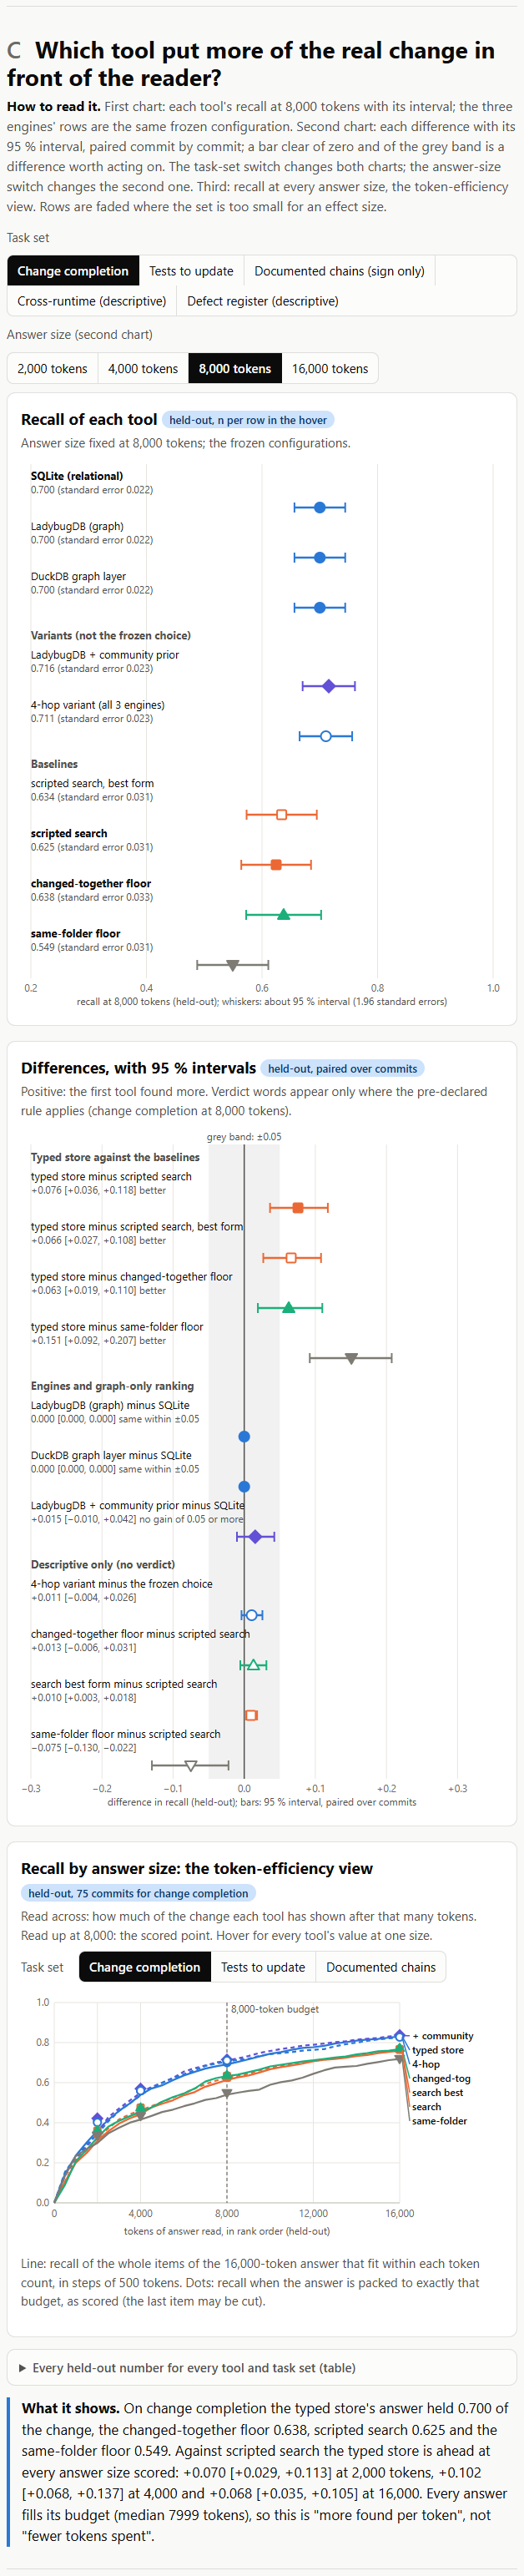 C Which tool put more of the real change in
front of the reader?
How to read it. First chart: each tool's recall at 8,000 tokens with its interval; the three
engines' rows are the same frozen configuration. Second chart: each difference with its
95 % interval, paired commit by commit; a bar clear of zero and of the grey band is a
difference worth acting on. The task-set switch changes both charts; the answer-size
switch changes the second one. Third: recall at every answer size, the token-efficiency
view. Rows are faded where the set is too small for an effect size.
Task set
Change completion
Tests to update
Documented chains (sign only)
Cross-runtime (descriptive)
Defect register (descriptive)
Answer size (second chart)
2,000 tokens
4,000 tokens
8,000 tokens
16,000 tokens
Recall of each tool
held-out, n per row in the hover
Answer size fixed at 8,000 tokens; the frozen configurations.
SQLite (relational)
0.700 (standard error 0.022)
LadybugDB (graph)
0.700 (standard error 0.022)
DuckDB graph layer
0.700 (standard error 0.022)
Variants (not the frozen choice)
LadybugDB + community prior
0.716 (standard error 0.023)
4-hop variant (all 3 engines)
0.711 (standard error 0.023)
Baselines
scripted search, best form
0.634 (standard error 0.031)
scripted search
0.625 (standard error 0.031)
changed-together floor
0.638 (standard error 0.033)
same-folder floor
0.549 (standard error 0.031)
0.2 0.4 0.6 0.8 1.0
recall at 8,000 tokens (held-out); whiskers: about 95 % interval (1.96 standard errors)
Differences, with 95 % intervals
held-out, paired over commits
Positive: the first tool found more. Verdict words appear only where the pre-declared
rule applies (change completion at 8,000 tokens).
grey band: ±0.05
Typed store against the baselines
typed store minus scripted search
+0.076 [+0.036, +0.118] better
typed store minus scripted search, best form
+0.066 [+0.027, +0.108] better
typed store minus changed-together floor
+0.063 [+0.019, +0.110] better
typed store minus same-folder floor
+0.151 [+0.092, +0.207] better
Engines and graph-only ranking
LadybugDB (graph) minus SQLite
0.000 [0.000, 0.000] same within ±0.05
DuckDB graph layer minus SQLite
0.000 [0.000, 0.000] same within ±0.05
LadybugDB + community prior minus SQLite
+0.015 [−0.010, +0.042] no gain of 0.05 or more
Descriptive only (no verdict)
4-hop variant minus the frozen choice
+0.011 [−0.004, +0.026]
changed-together floor minus scripted search
+0.013 [−0.006, +0.031]
search best form minus scripted search
+0.010 [+0.003, +0.018]
same-folder floor minus scripted search
−0.075 [−0.130, −0.022]
−0.3 −0.2 −0.1 0.0 +0.1 +0.2 +0.3
difference in recall (held-out); bars: 95 % interval, paired over commits
Recall by answer size: the token-efficiency view
held-out, 75 commits for change completion
Read across: how much of the change each tool has shown after that many tokens.
Read up at 8,000: the scored point. Hover for every tool's value at one size.
Task set
Change completion
Tests to update
Documented chains
8,000-token budget
1.0
0.8
0.6
0.4
0.2
0.0
+ community
typed store
4-hop
changed-tog
search best
search
same-folder
0 4,000 8,000 12,000 16,000
tokens of answer read, in rank order (held-out)
Line: recall of the whole items of the 16,000-token answer that fit within each token
count, in steps of 500 tokens. Dots: recall when the answer is packed to exactly that
budget, as scored (the last item may be cut).
▶ Every held-out number for every tool and task set (table)
What it shows. On change completion the typed store's answer held 0.700 of
the change, the changed-together floor 0.638, scripted search 0.625 and the
same-folder floor 0.549. Against scripted search the typed store is ahead at
every answer size scored: +0.070 [+0.029, +0.113] at 2,000 tokens, +0.102
[+0.068, +0.137] at 4,000 and +0.068 [+0.035, +0.105] at 16,000. Every answer
fills its budget (median 7999 tokens), so this is "more found per token", not
"fewer tokens spent".